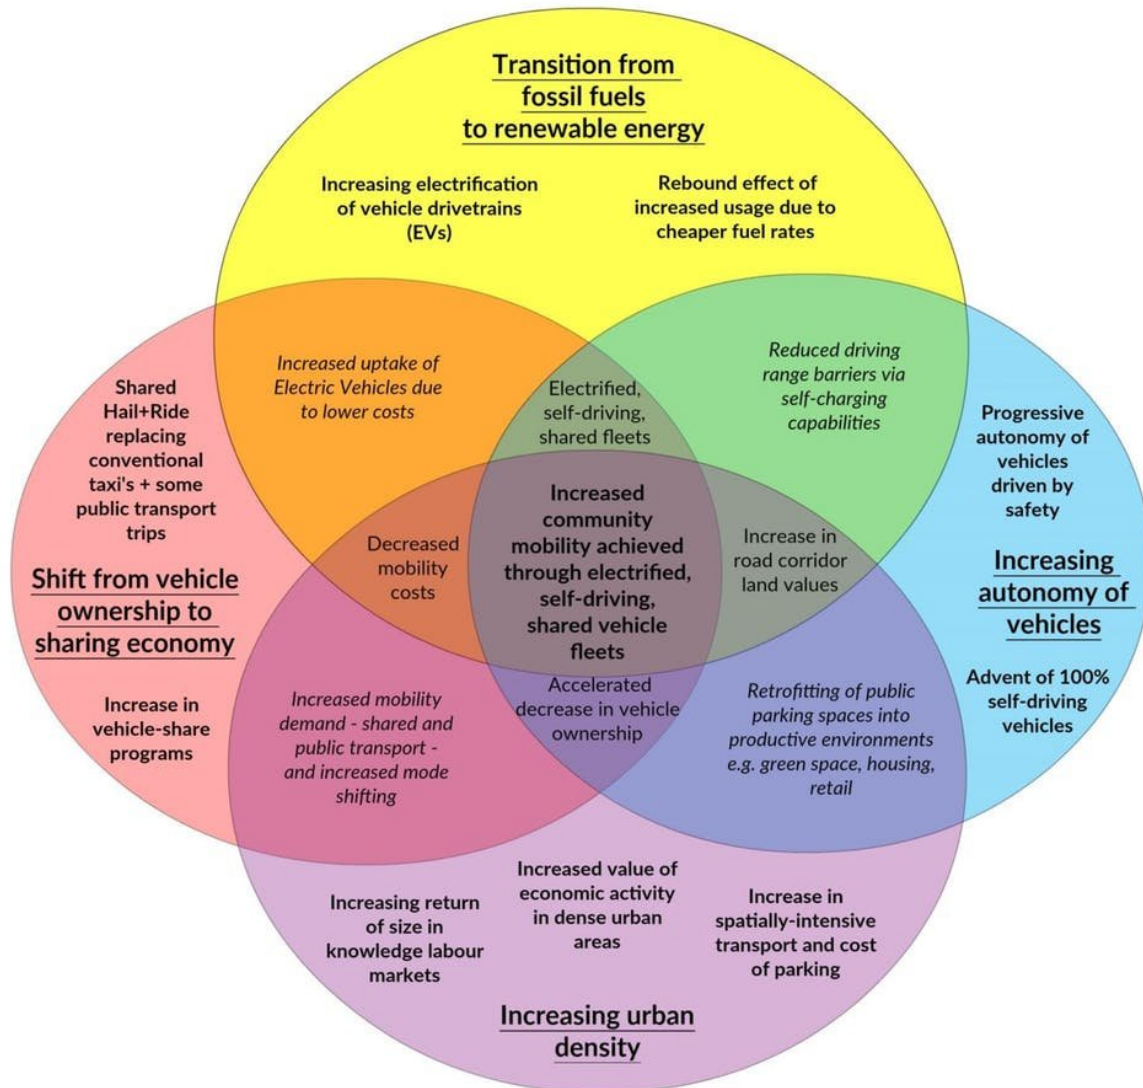 Transition from
fossil fuels
to renewable energy
Increasing electrification
of vehicle drivetrains
(EVs)
Rebound effect of
increased usage due to
cheaper fuel rates
Increased uptake of
Electric Vehicles due
to lower costs
Electrified,
self-driving,
shared fleets
Reduced driving
range barriers via
self-charging
capabilities
Shared
Hail+Ride
replacing
conventional
taxi's + some
public transport
trips
Progressive
autonomy of
vehicles
driven by
safety
Shift from vehicle
ownership to
sharing economy
Decreased
mobility
costs
Increased
community
mobility achieved
through electrified,
self-driving,
shared vehicle
fleets
Increase in
road corridor
land values
Increasing
autonomy of
vehicles
Increase in
vehicle-share
programs
Increased mobility
demand - shared and
public transport -
and increased mode
shifting
Accelerated
decrease in vehicle
ownership
Retrofitting of public
parking spaces into
productive environments
e.g. green space, housing,
retail
Advent of 100%
self-driving
vehicles
Increasing return
of size in
knowledge labour
markets
Increased value of
economic activity
in dense urban
areas
Increase in
spatially-intensive
transport and cost
of parking
Increasing urban
density